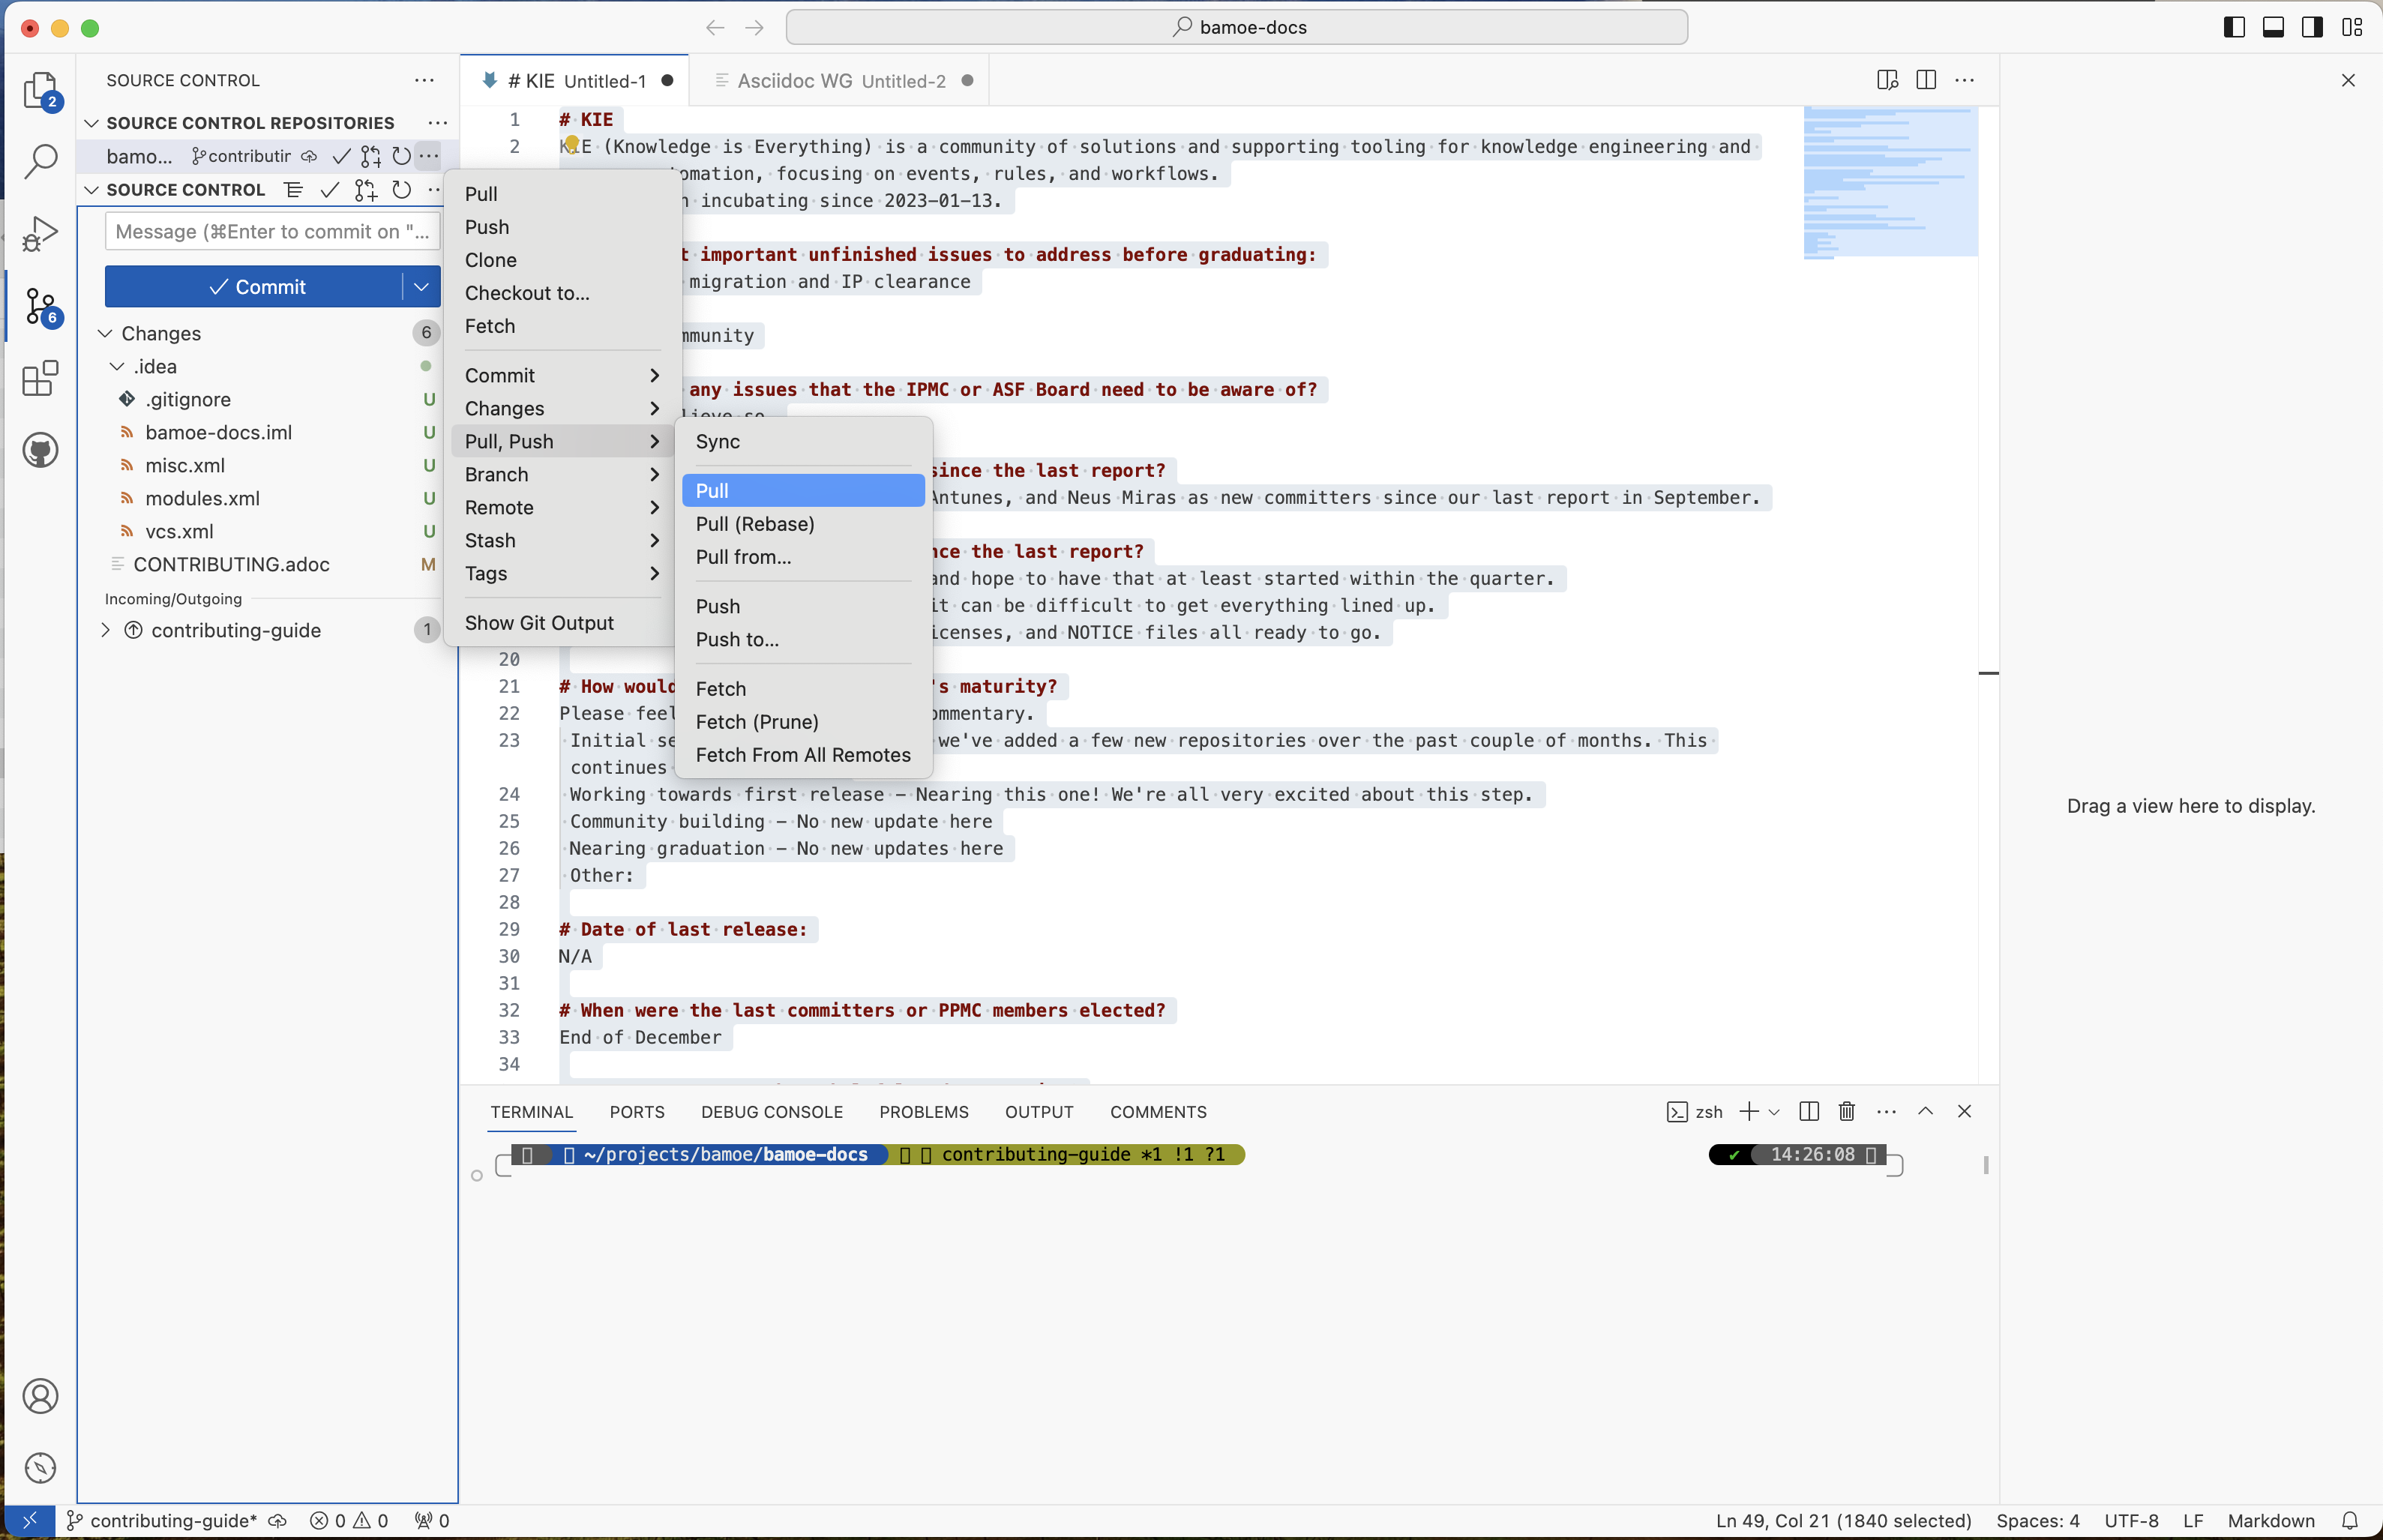 bamoe-docs
2
6
SOURCE CONTROL
SOURCE CONTROL REPOSITORIES
bamo... contributir
SOURCE CONTROL
Message (⌘Enter to commit on "...
Commit
Changes 6
.idea
.gitignore U
bamoe-docs.iml U
misc.xml U
modules.xml U
vcs.xml U
CONTRIBUTING.adoc M
Incoming/Outgoing
contributing-guide 1
Pull
Push
Clone
Checkout to...
Fetch
Commit
Changes
Pull, Push
Branch
Remote
Stash
Tags
Show Git Output
Sync
Pull
Pull (Rebase)
Pull from...
Push
Push to...
Fetch
Fetch (Prune)
Fetch From All Remotes
# KIE Untitled-1
Asciidoc WG Untitled-2
1 # KIE
2 KIE (Knowledge is Everything) is a community of solutions and supporting tooling for knowledge engineering and
omation, focusing on events, rules, and workflows.
incubating since 2023-01-13.
t important unfinished issues to address before graduating:
migration and IP clearance
mmunity
any issues that the IPMC or ASF Board need to be aware of?
since the last report?
Antunes, and Neus Miras as new committers since our last report in September.
nce the last report?
and hope to have that at least started within the quarter.
it can be difficult to get everything lined up.
icenses, and NOTICE files all ready to go.
20
21 # How would 's maturity?
22 Please feel ommentary.
23 Initial se we've added a few new repositories over the past couple of months. This
continues
24 Working towards first release - Nearing this one! We're all very excited about this step.
25 Community building - No new update here
26 Nearing graduation - No new updates here
27 Other:
28
29 # Date of last release:
30 N/A
31
32 # When were the last committers or PPMC members elected?
33 End of December
34
Drag a view here to display.
TERMINAL PORTS DEBUG CONSOLE PROBLEMS OUTPUT COMMENTS
zsh
~/projects/bamoe/bamoe-docs contributing-guide *1 !1 ?1
14:26:08
contributing-guide* 0 0 0
Ln 49, Col 21 (1840 selected) Spaces: 4 UTF-8 LF Markdown